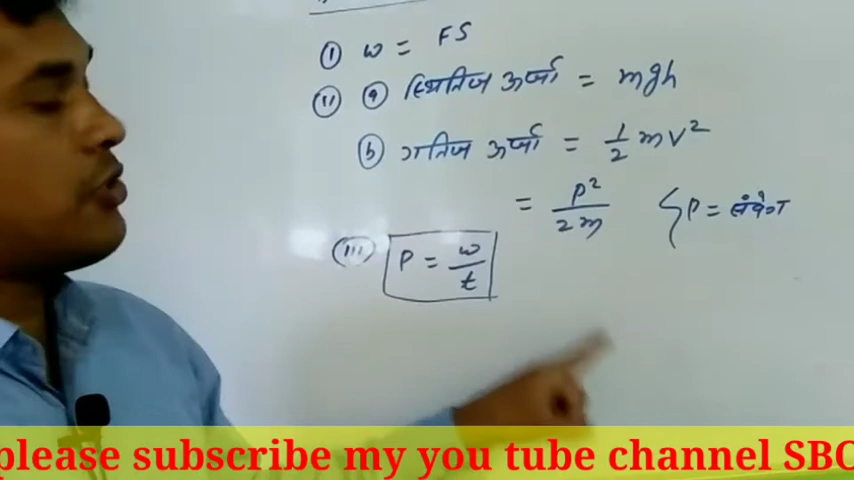 (i) w = FS
(ii) (a) स्थितिज ऊर्जा = mgh
(b) गतिज ऊर्जा = 1/2 mv²
= P²/2m { P = संवेग
(iii) P = w/t
please subscribe my you tube channel SBC